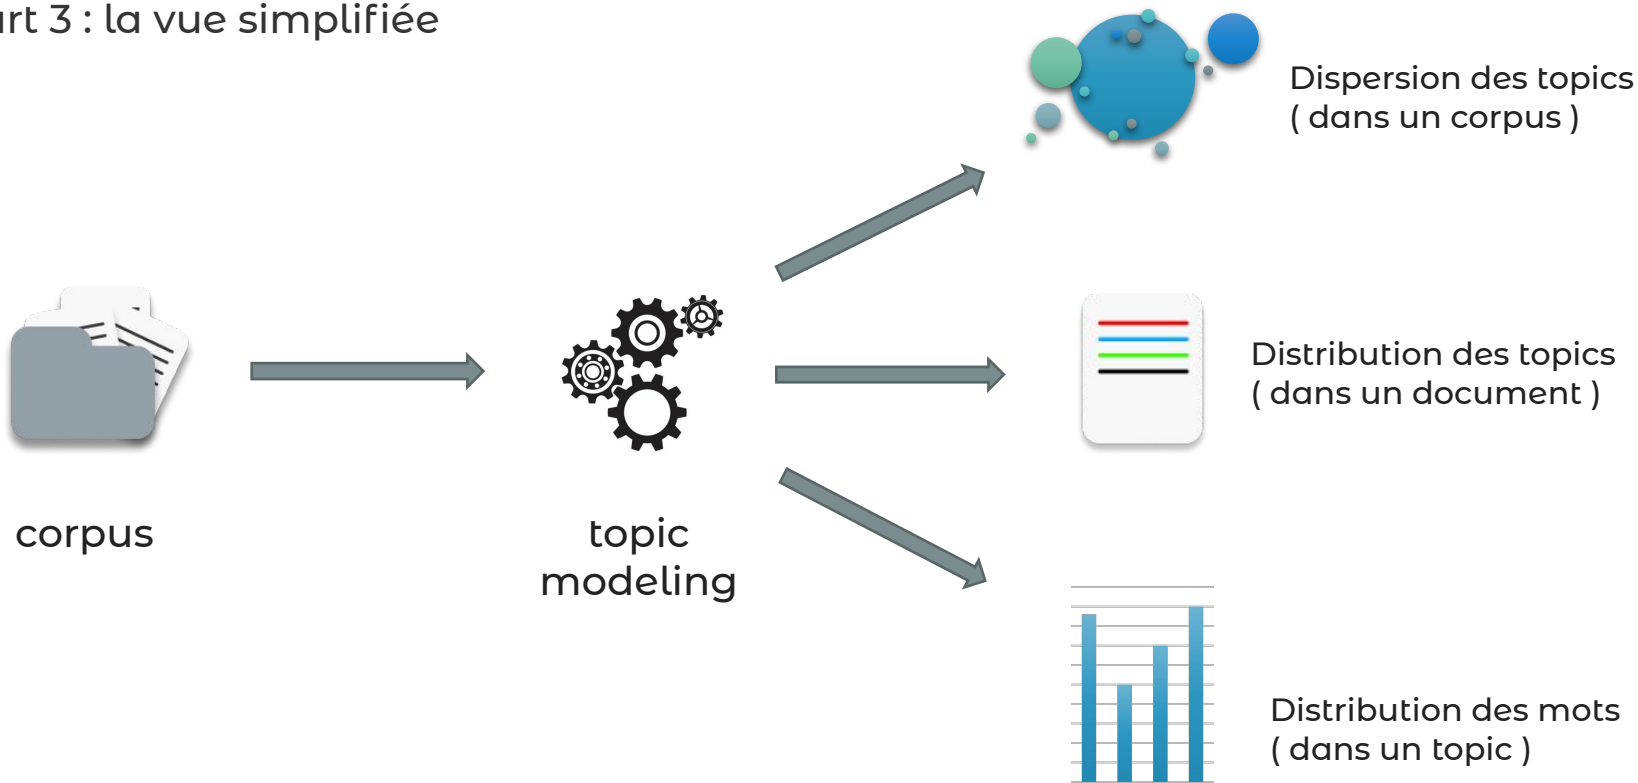 rt 3 : la vue simplifiée
Dispersion des topics
( dans un corpus )
Distribution des topics
( dans un document )
corpus
topic
modeling
Distribution des mots
( dans un topic )